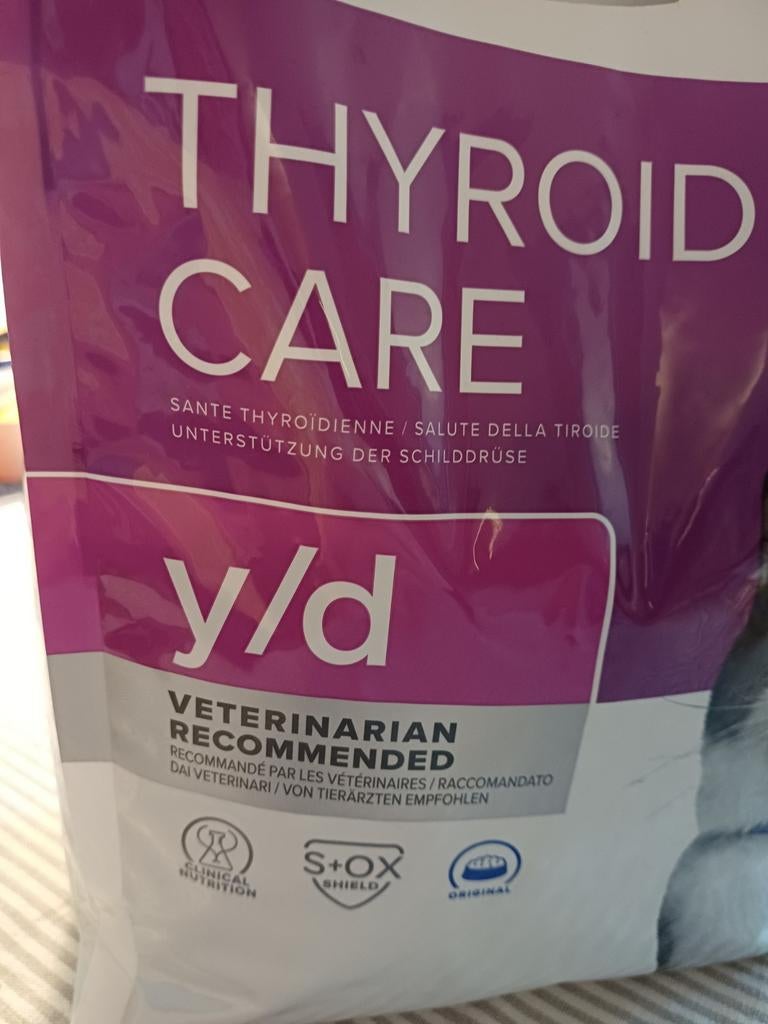 THYROID
CARE
SANTE THYROÏDIENNE / SALUTE DELLA TIROIDE
UNTERSTÜTZUNG DER SCHILDDRÜSE
y/d
VETERINARIAN
RECOMMENDED
RECOMMANDÉ PAR LES VÉTÉRINAIRES / RACCOMANDATO
DAI VETERINARI / VON TIERÄRZTEN EMPFOHLEN
CLINICAL
NUTRITION
S+OX
SHIELD
ORIGINAL